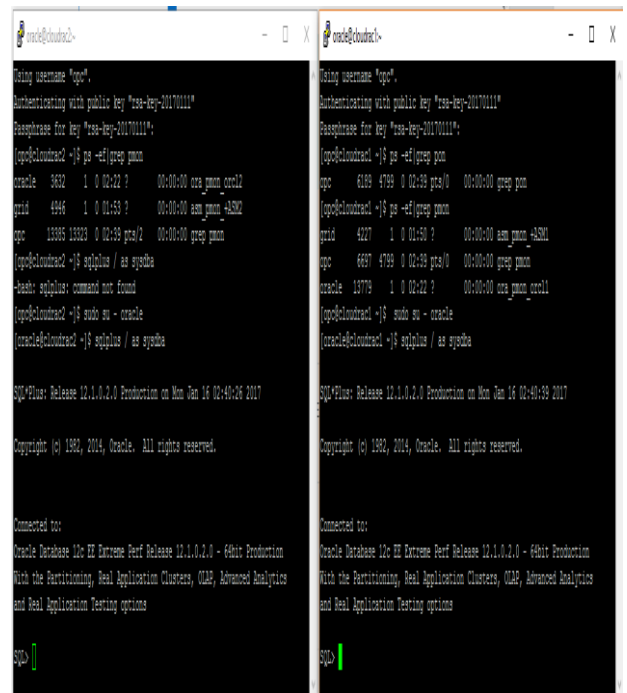 oracle@cloudrac2:~
Using username "opc".
Authenticating with public key "rsa-key-20170111"
Passphrase for key "rsa-key-20170111":
[opc@cloudrac2 ~]$ ps -ef|grep pmon
oracle 3632 1 0 02:22 ? 00:00:00 ora_pmon_orcl2
grid 4946 1 0 01:53 ? 00:00:00 asm_pmon_+ASM2
opc 13385 13323 0 02:39 pts/2 00:00:00 grep pmon
[opc@cloudrac2 ~]$ sqlplus / as sysdba
-bash: sqlplus: command not found
[opc@cloudrac2 ~]$ sudo su - oracle
[oracle@cloudrac2 ~]$ sqlplus / as sysdba
SQL*Plus: Release 12.1.0.2.0 Production on Mon Jan 16 02:40:26 2017
Copyright (c) 1982, 2014, Oracle. All rights reserved.
Connected to:
Oracle Database 12c EE Extreme Perf Release 12.1.0.2.0 - 64bit Production
With the Partitioning, Real Application Clusters, OLAP, Advanced Analytics
and Real Application Testing options
SQL>
oracle@cloudrac1:~
Using username "opc".
Authenticating with public key "rsa-key-20170111"
Passphrase for key "rsa-key-20170111":
[opc@cloudrac1 ~]$ ps -ef|grep pon
opc 6189 4799 0 02:39 pts/0 00:00:00 grep pon
[opc@cloudrac1 ~]$ ps -ef|grep pmon
grid 4227 1 0 01:50 ? 00:00:00 asm_pmon_+ASM1
opc 6697 4799 0 02:39 pts/0 00:00:00 grep pmon
oracle 13779 1 0 02:22 ? 00:00:00 ora_pmon_orcl1
[opc@cloudrac1 ~]$ sudo su - oracle
[oracle@cloudrac1 ~]$ sqlplus / as sysdba
SQL*Plus: Release 12.1.0.2.0 Production on Mon Jan 16 02:40:39 2017
Copyright (c) 1982, 2014, Oracle. All rights reserved.
Connected to:
Oracle Database 12c EE Extreme Perf Release 12.1.0.2.0 - 64bit Production
With the Partitioning, Real Application Clusters, OLAP, Advanced Analytics
and Real Application Testing options
SQL>